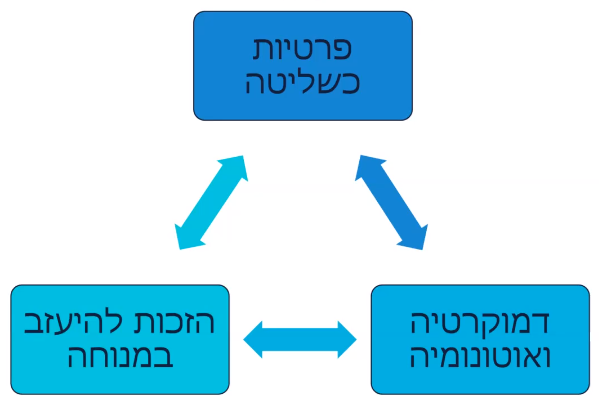 פרטיות
כשליטה
דמוקרטיה
ואוטונומיה
הזכות להיעזב
במנוחה